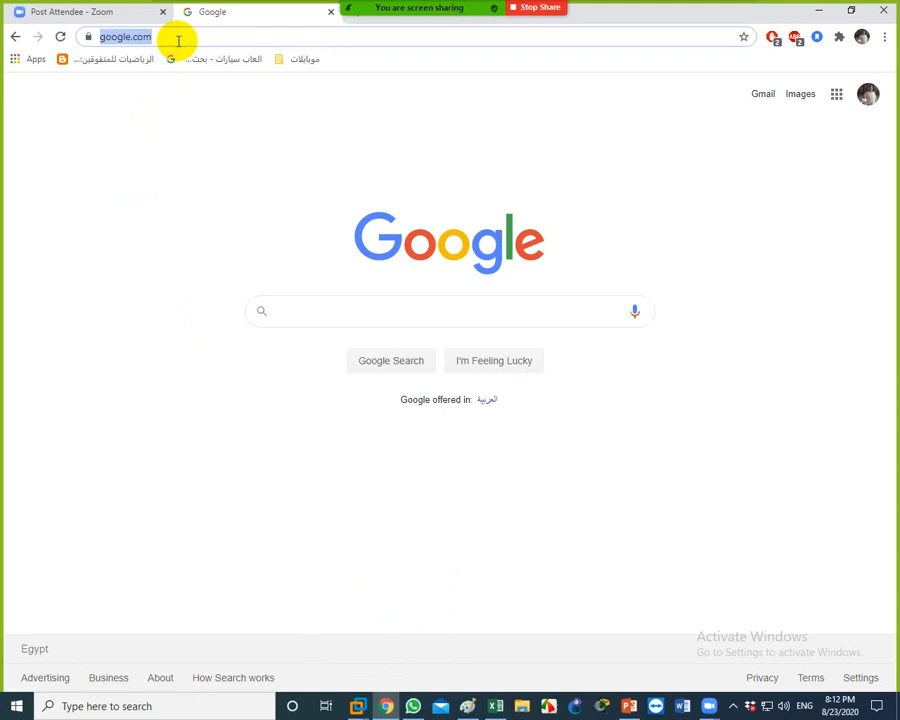 Post Attendee - Zoom
Google
You are screen sharing
Stop Share
google.com
Apps
الرياضيات للمتفوقين:...
العاب سيارات - بحث...
موبايلات
Gmail
Images
Google
Google Search
I'm Feeling Lucky
Google offered in: العربية
Activate Windows
Go to Settings to activate Windows.
Egypt
Advertising
Business
About
How Search works
Privacy
Terms
Settings
Type here to search
ENG
8:12 PM
8/23/2020